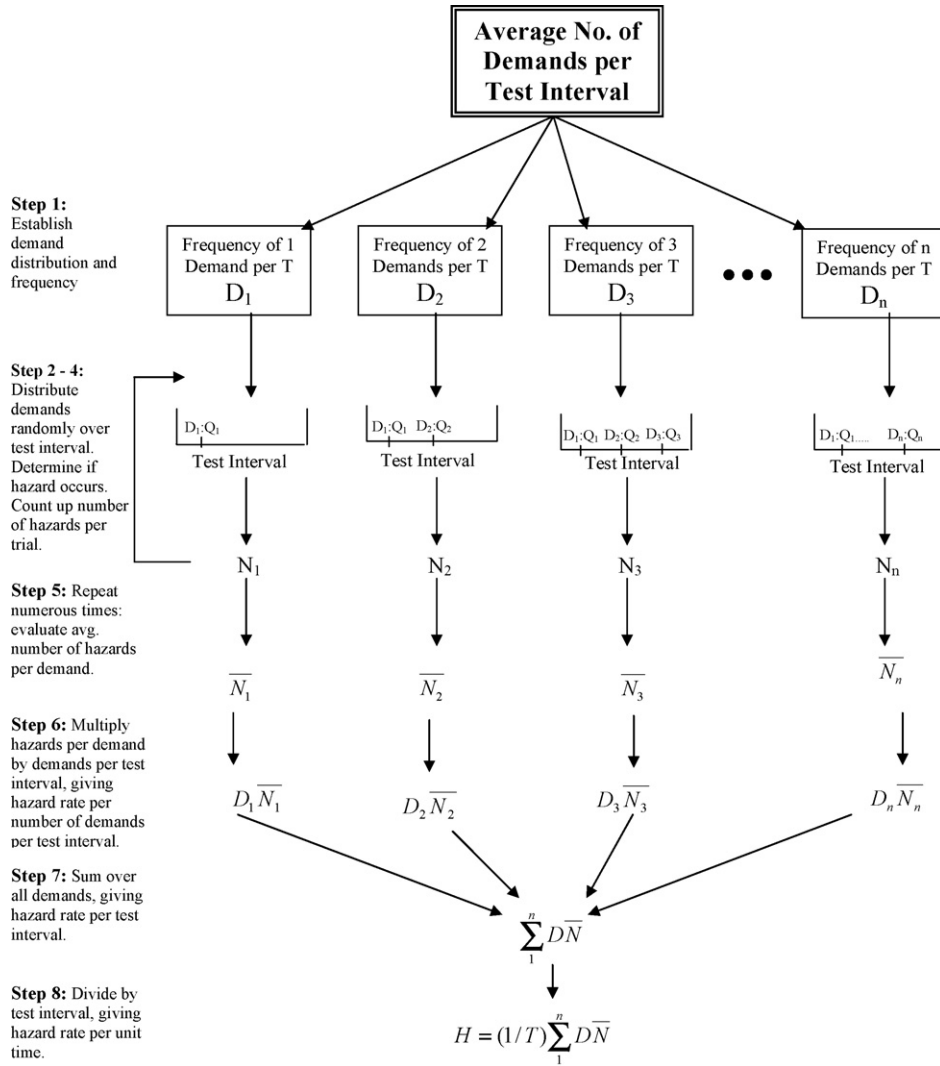 Average No. of
Demands per
Test Interval
Step 1:
Establish
demand
distribution and
frequency
Frequency of 1
Demand per T
D₁
Frequency of 2
Demands per T
D₂
Frequency of 3
Demands per T
D₃
•••
Frequency of n
Demands per T
Dₙ
Step 2 - 4:
Distribute
demands
randomly over
test interval.
Determine if
hazard occurs.
Count up number
of hazards per
trial.
D₁:Q₁
Test Interval
D₁:Q₁ D₂:Q₂
Test Interval
D₁:Q₁ D₂:Q₂ D₃:Q₃
Test Interval
D₁:Q₁..... Dₙ:Qₙ
Test Interval
N₁ N₂ N₃ Nₙ
Step 5: Repeat
numerous times:
evaluate avg.
number of hazards
per demand.
N̅₁ N̅₂ N̅₃ N̅ₙ
Step 6: Multiply
hazards per demand
by demands per test
interval, giving
hazard rate per
number of demands
per test interval.
D₁N̅₁ D₂N̅₂ D₃N̅₃ DₙN̅ₙ
Step 7: Sum over
all demands, giving
hazard rate per test
interval.
n
∑ DN̅
1
Step 8: Divide by
test interval, giving
hazard rate per unit
time.
n
H = (1/T)∑ DN̅
1